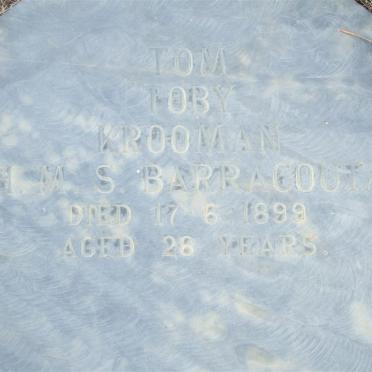 TOM
TOBY
KROOMAN
H.M.S. BARRACOUTA
DIED 17 6 1899
AGED 28 YEARS.